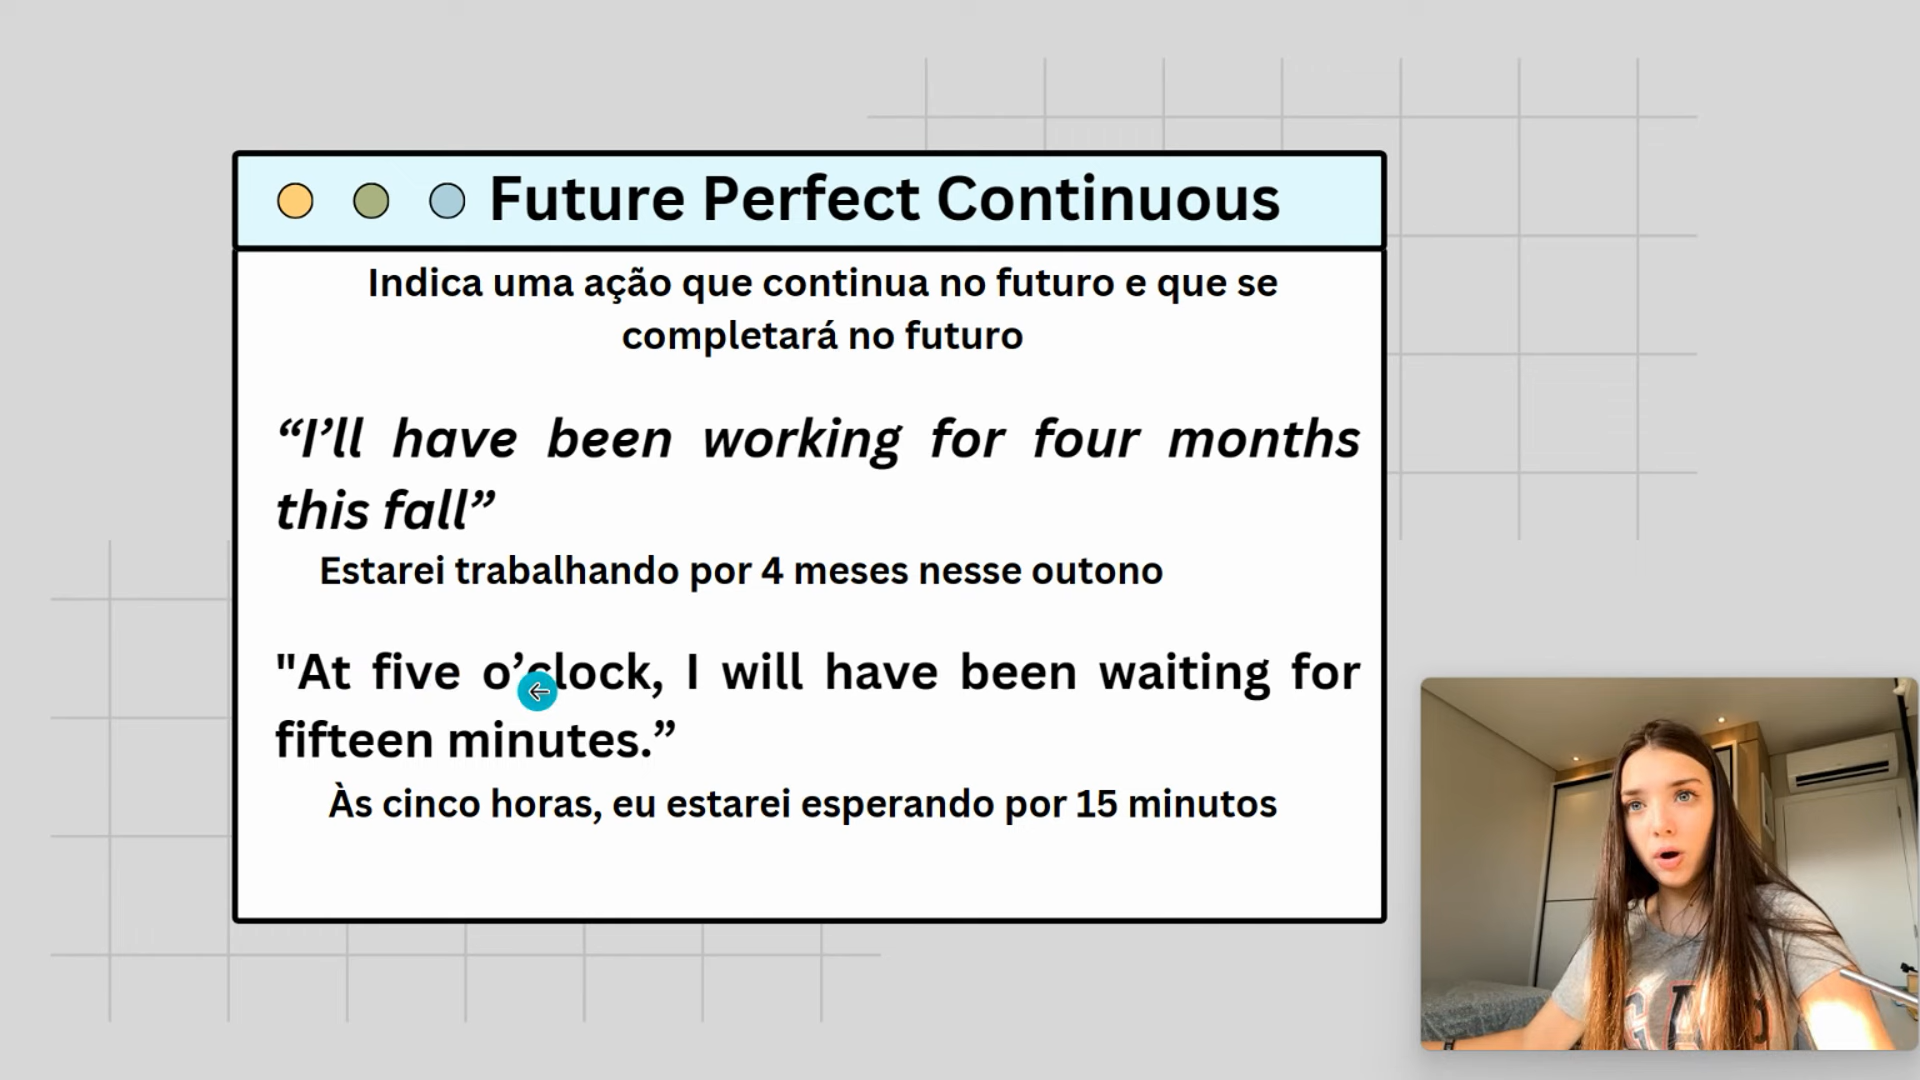 Future Perfect Continuous
Indica uma ação que continua no futuro e que se
completará no futuro
“I’ll have been working for four months
this fall”
Estarei trabalhando por 4 meses nesse outono
"At five o’clock, I will have been waiting for
fifteen minutes.”
Às cinco horas, eu estarei esperando por 15 minutos